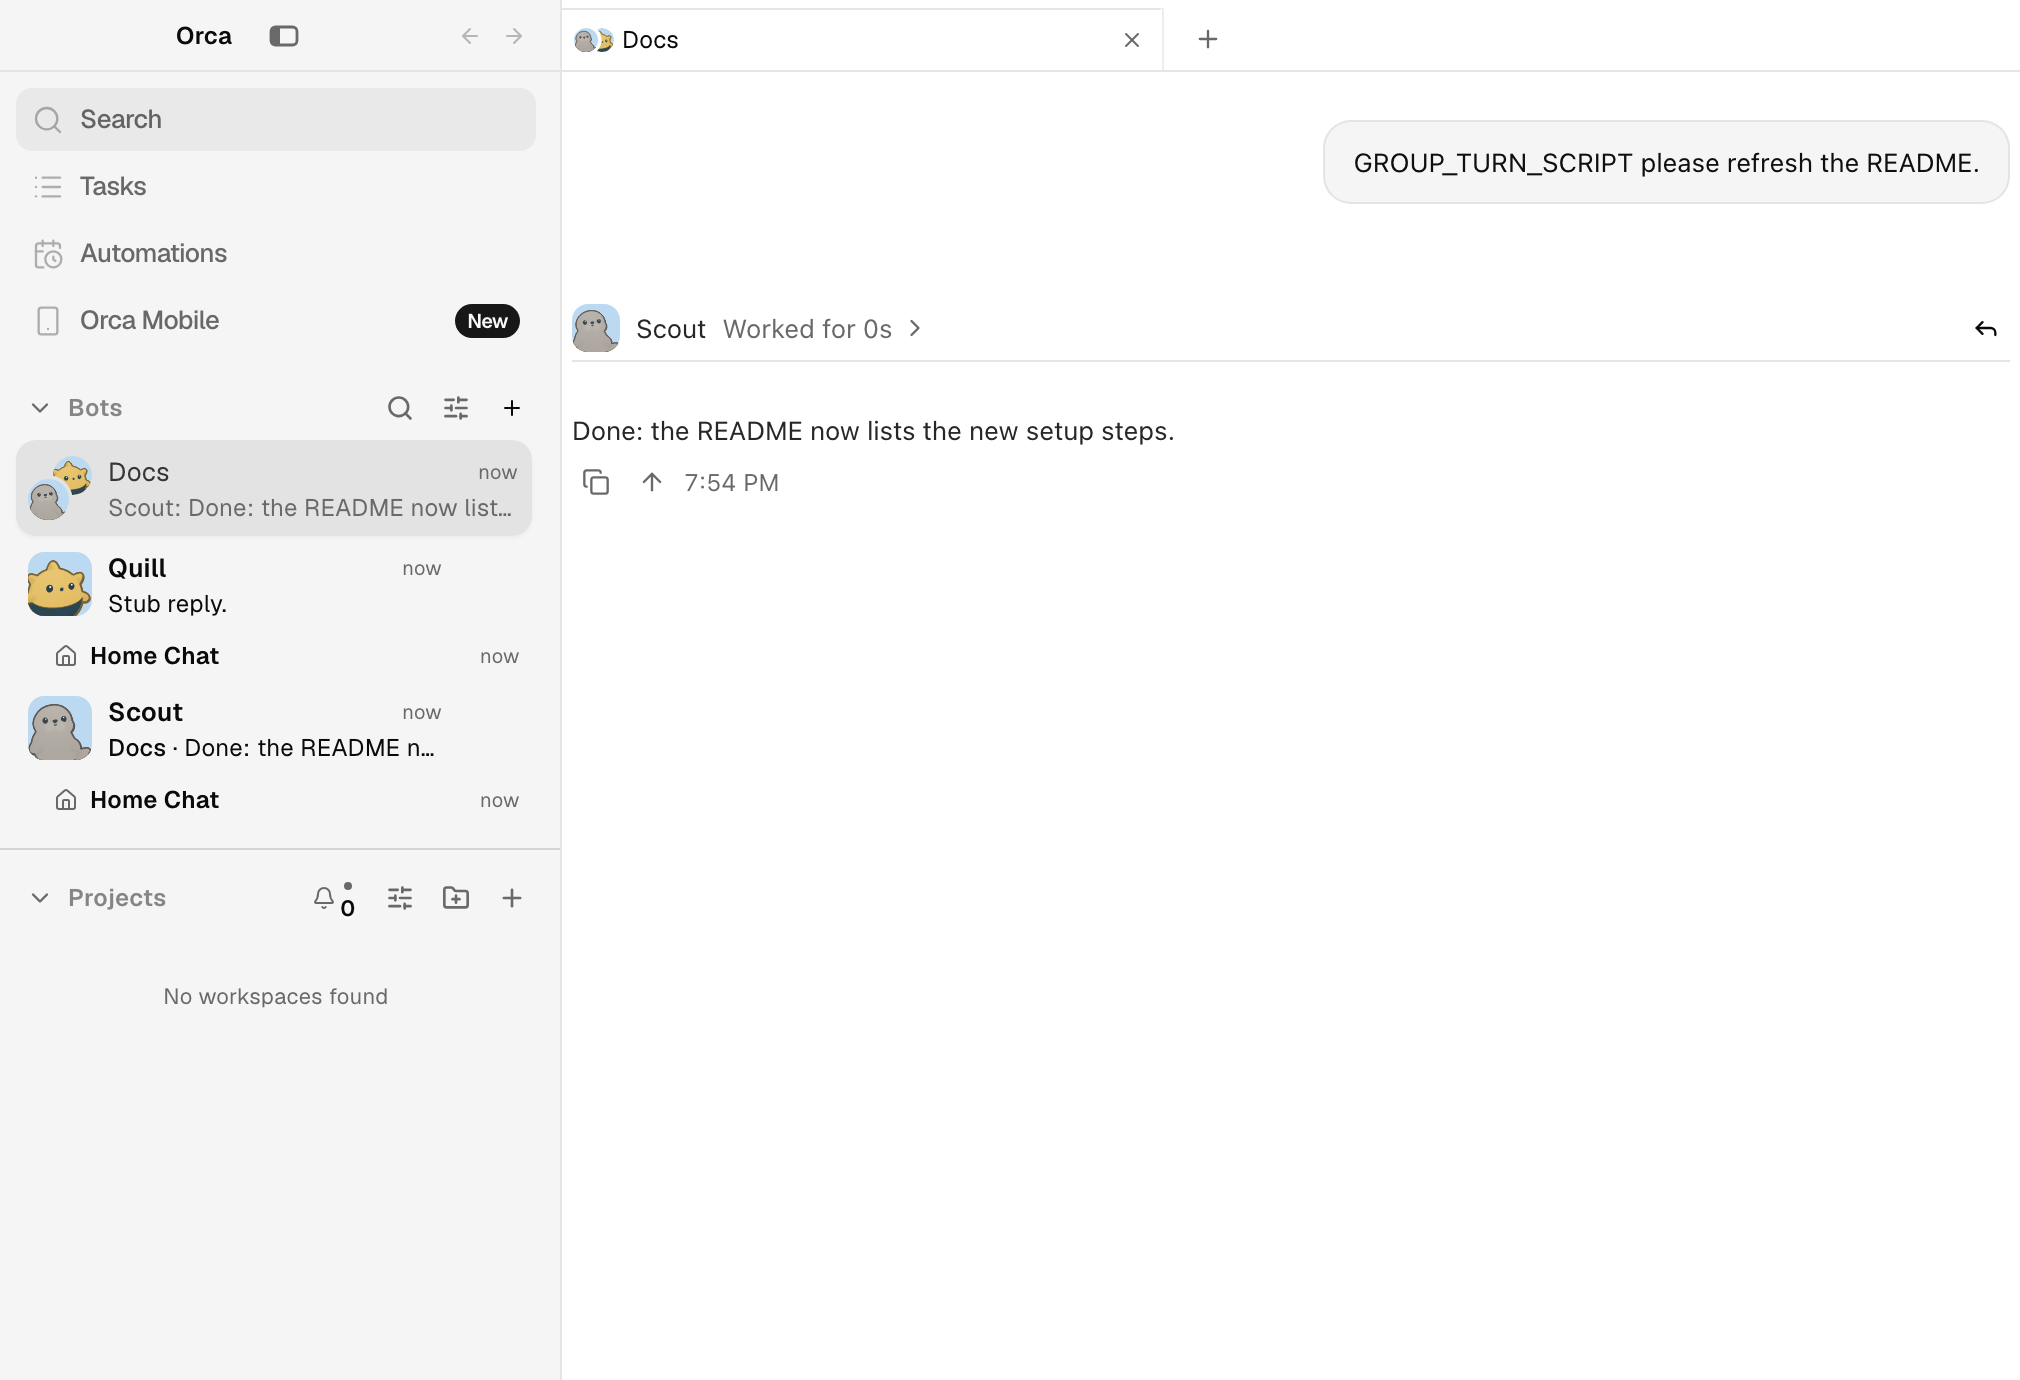 Orca
Docs
Search
GROUP_TURN_SCRIPT please refresh the README.
Tasks
Automations
Orca Mobile
New
Scout Worked for 0s
Bots
Done: the README now lists the new setup steps.
7:54 PM
Docs now
Scout: Done: the README now list...
Quill now
Stub reply.
Home Chat now
Scout now
Docs · Done: the README n...
Home Chat now
Projects
0
No workspaces found